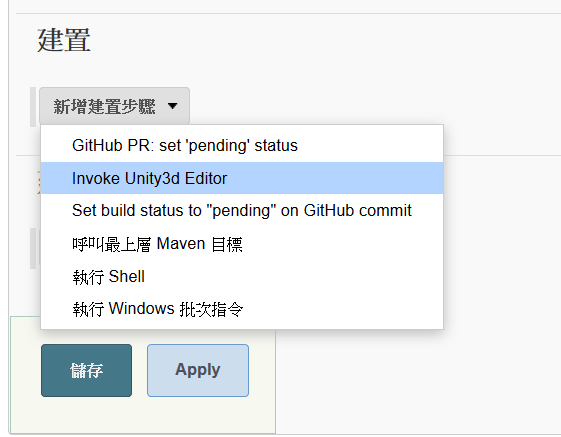 建置
新增建置步驟
GitHub PR: set 'pending' status
Invoke Unity3d Editor
Set build status to "pending" on GitHub commit
呼叫最上層 Maven 目標
執行 Shell
執行 Windows 批次指令
儲存
Apply